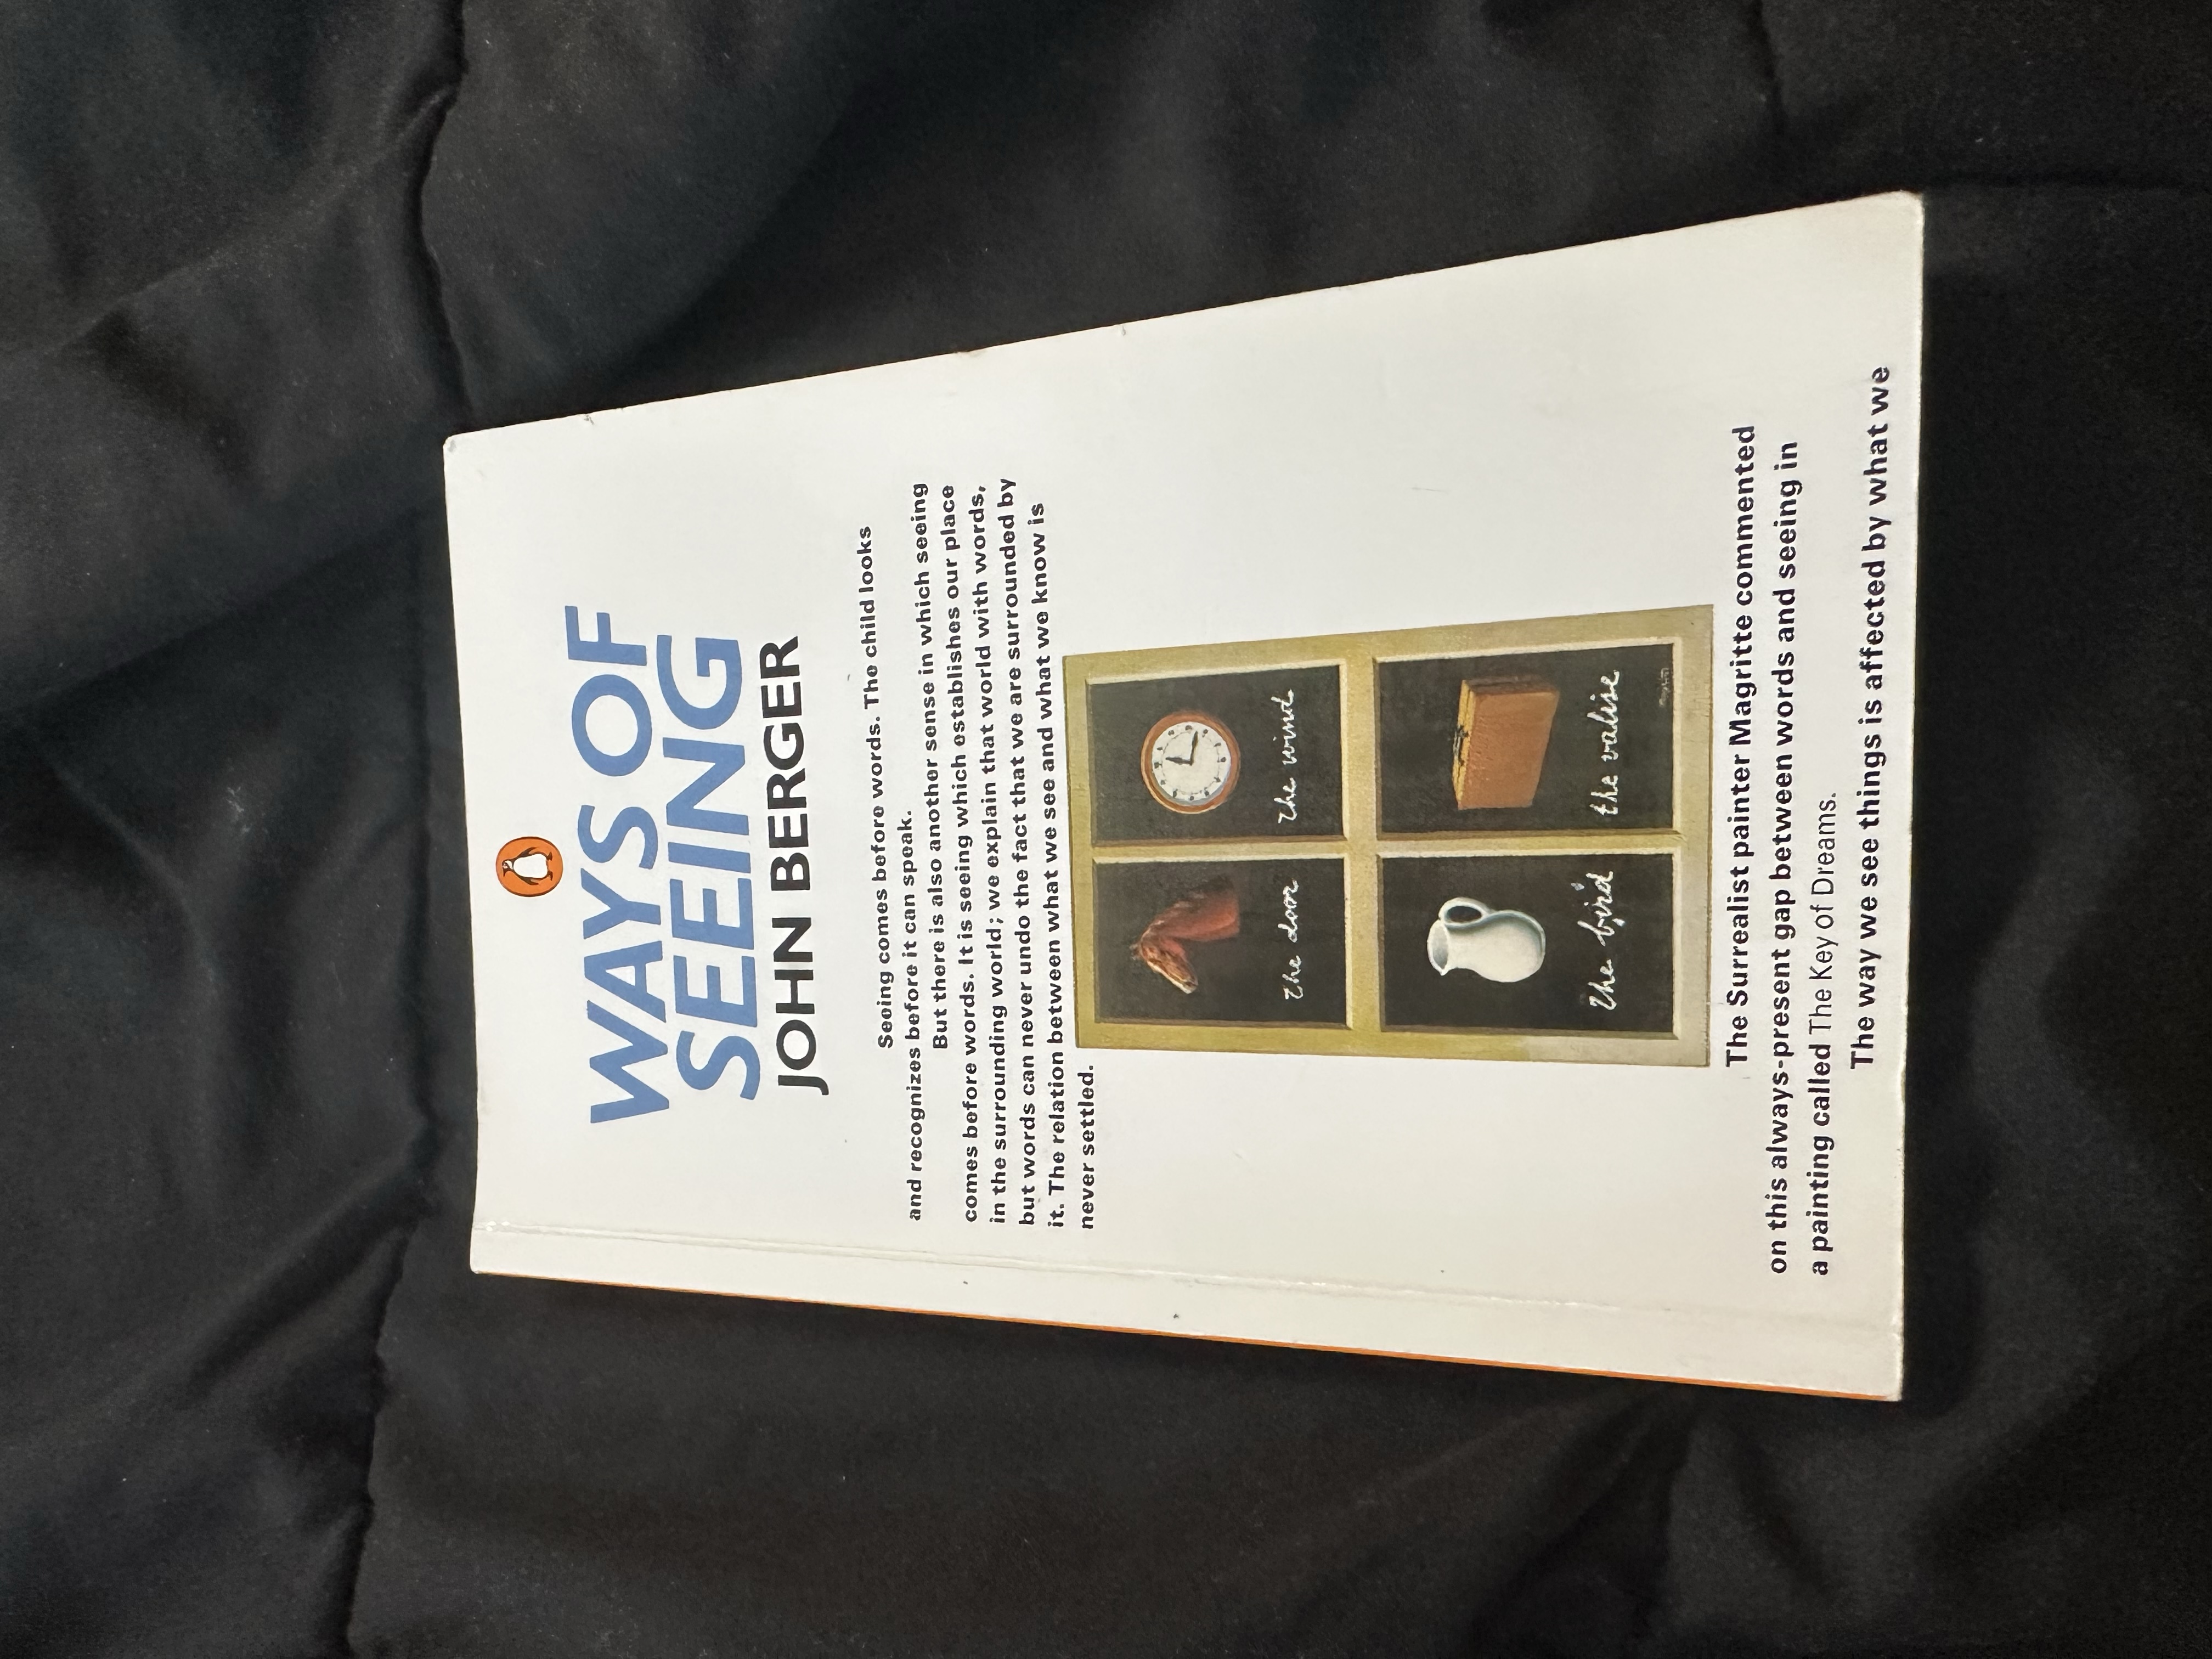 WAYS OF
SEEING
JOHN BERGER
Seeing comes before words. The child looks
and recognizes before it can speak.
But there is also another sense in which seeing
comes before words. It is seeing which establishes our place
in the surrounding world; we explain that world with words,
but words can never undo the fact that we are surrounded by
it. The relation between what we see and what we know is
never settled.
the door
the wind
the bird
the valise
The Surrealist painter Magritte commented
on this always-present gap between words and seeing in
a painting called The Key of Dreams.
The way we see things is affected by what we